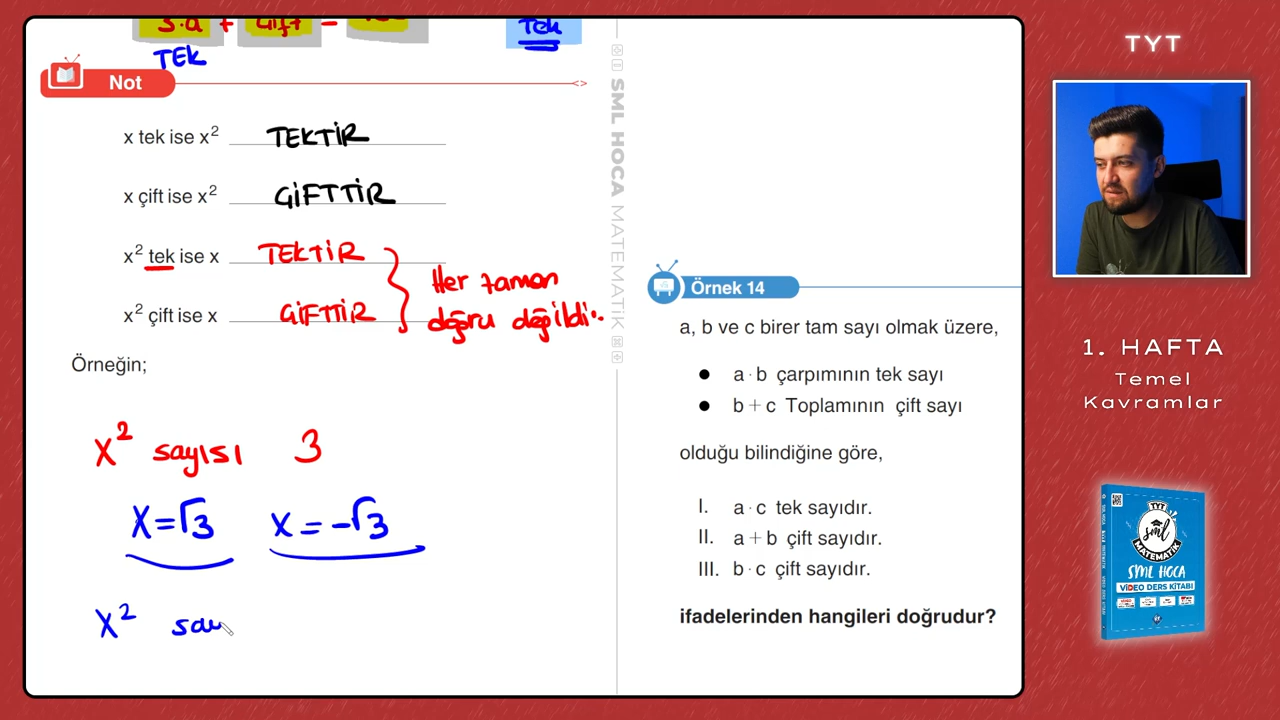 3.a + çift =
TEK
Tek
Not
x tek ise x² TEKTİR
x çift ise x² ÇİFTTİR
x² tek ise x TEKTİR
x² çift ise x ÇİFTTİR
Her zaman
doğru değildir.
Örneğin;
x² sayısı 3
x=√3 x=-√3
x² say
SML HOCA MATEMATİK
Örnek 14
a, b ve c birer tam sayı olmak üzere,
● a · b çarpımının tek sayı
● b + c Toplamının çift sayı
olduğu bilindiğine göre,
I. a · c tek sayıdır.
II. a + b çift sayıdır.
III. b · c çift sayıdır.
ifadelerinden hangileri doğrudur?
TYT
1. HAFTA
Temel
Kavramlar
TYT
sml
MATEMATİK
SML HOCA
VİDEO DERS KİTABI